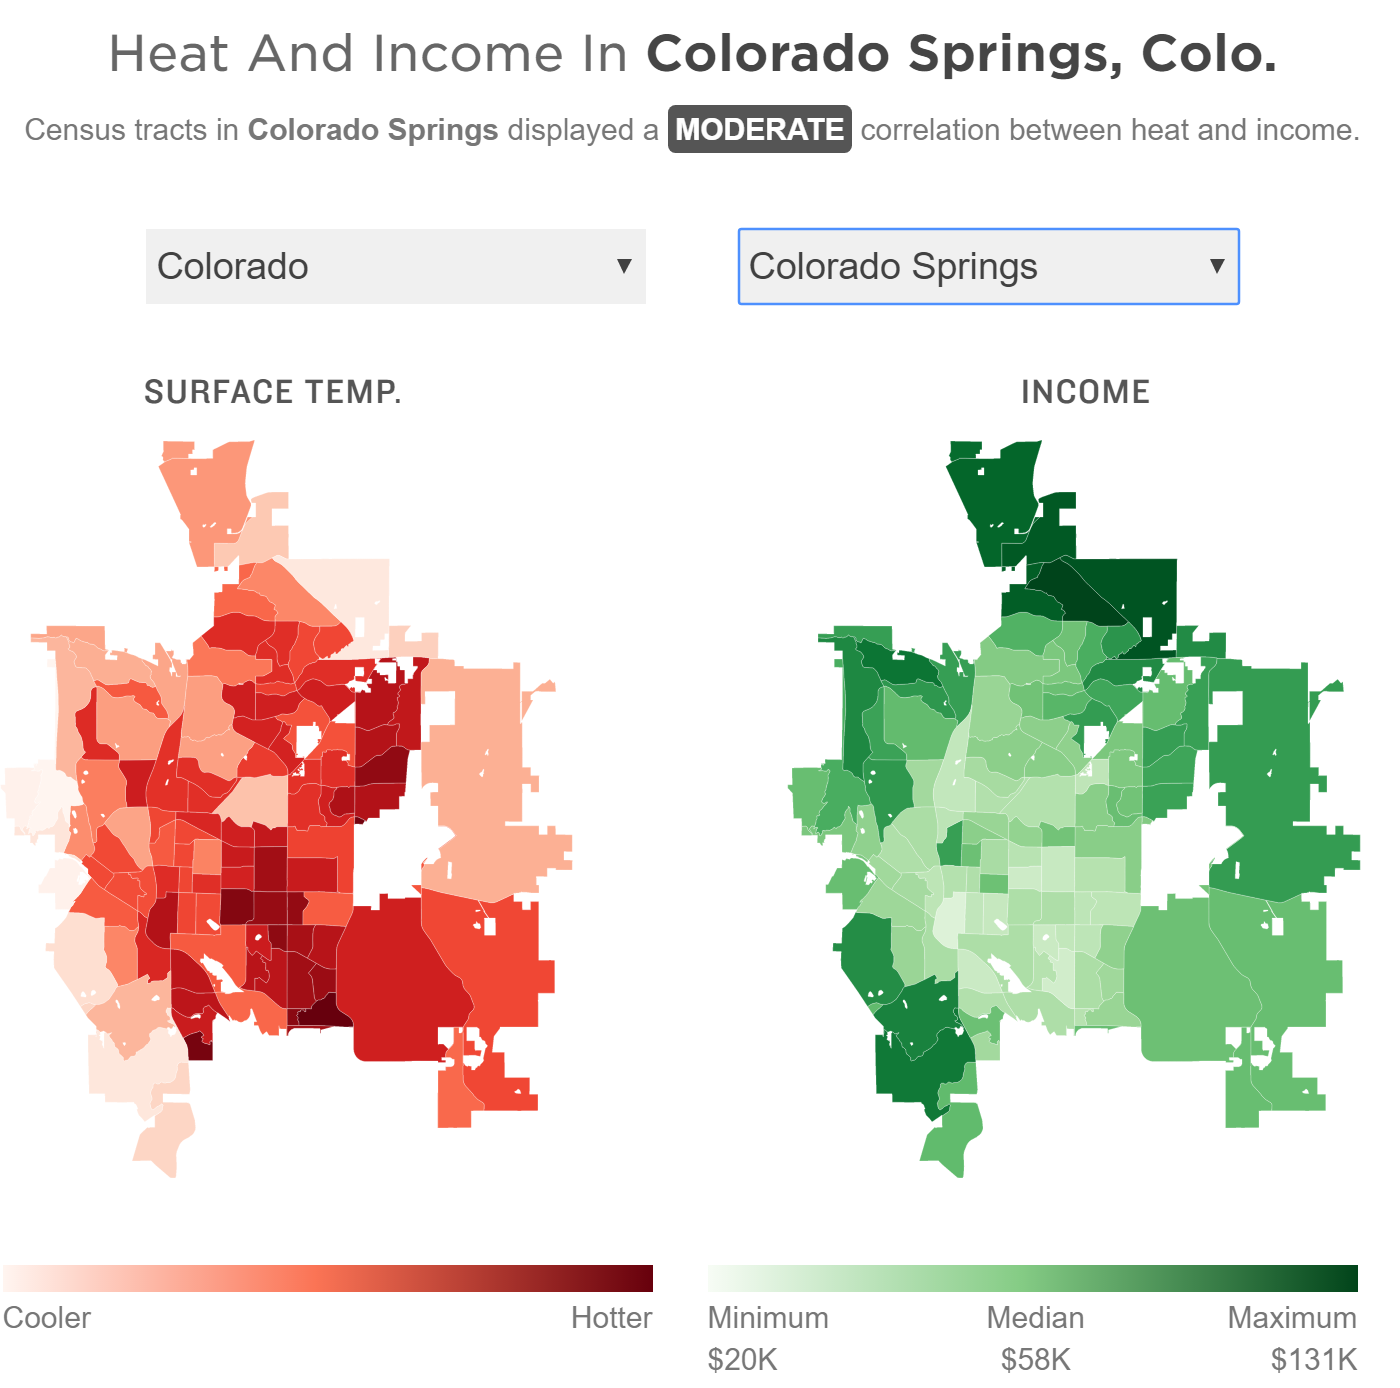 Heat And Income In Colorado Springs, Colo.
Census tracts in Colorado Springs displayed a MODERATE correlation between heat and income.
Colorado ▼ Colorado Springs ▼
SURFACE TEMP. INCOME
Cooler Hotter Minimum Median Maximum
$20K $58K $131K